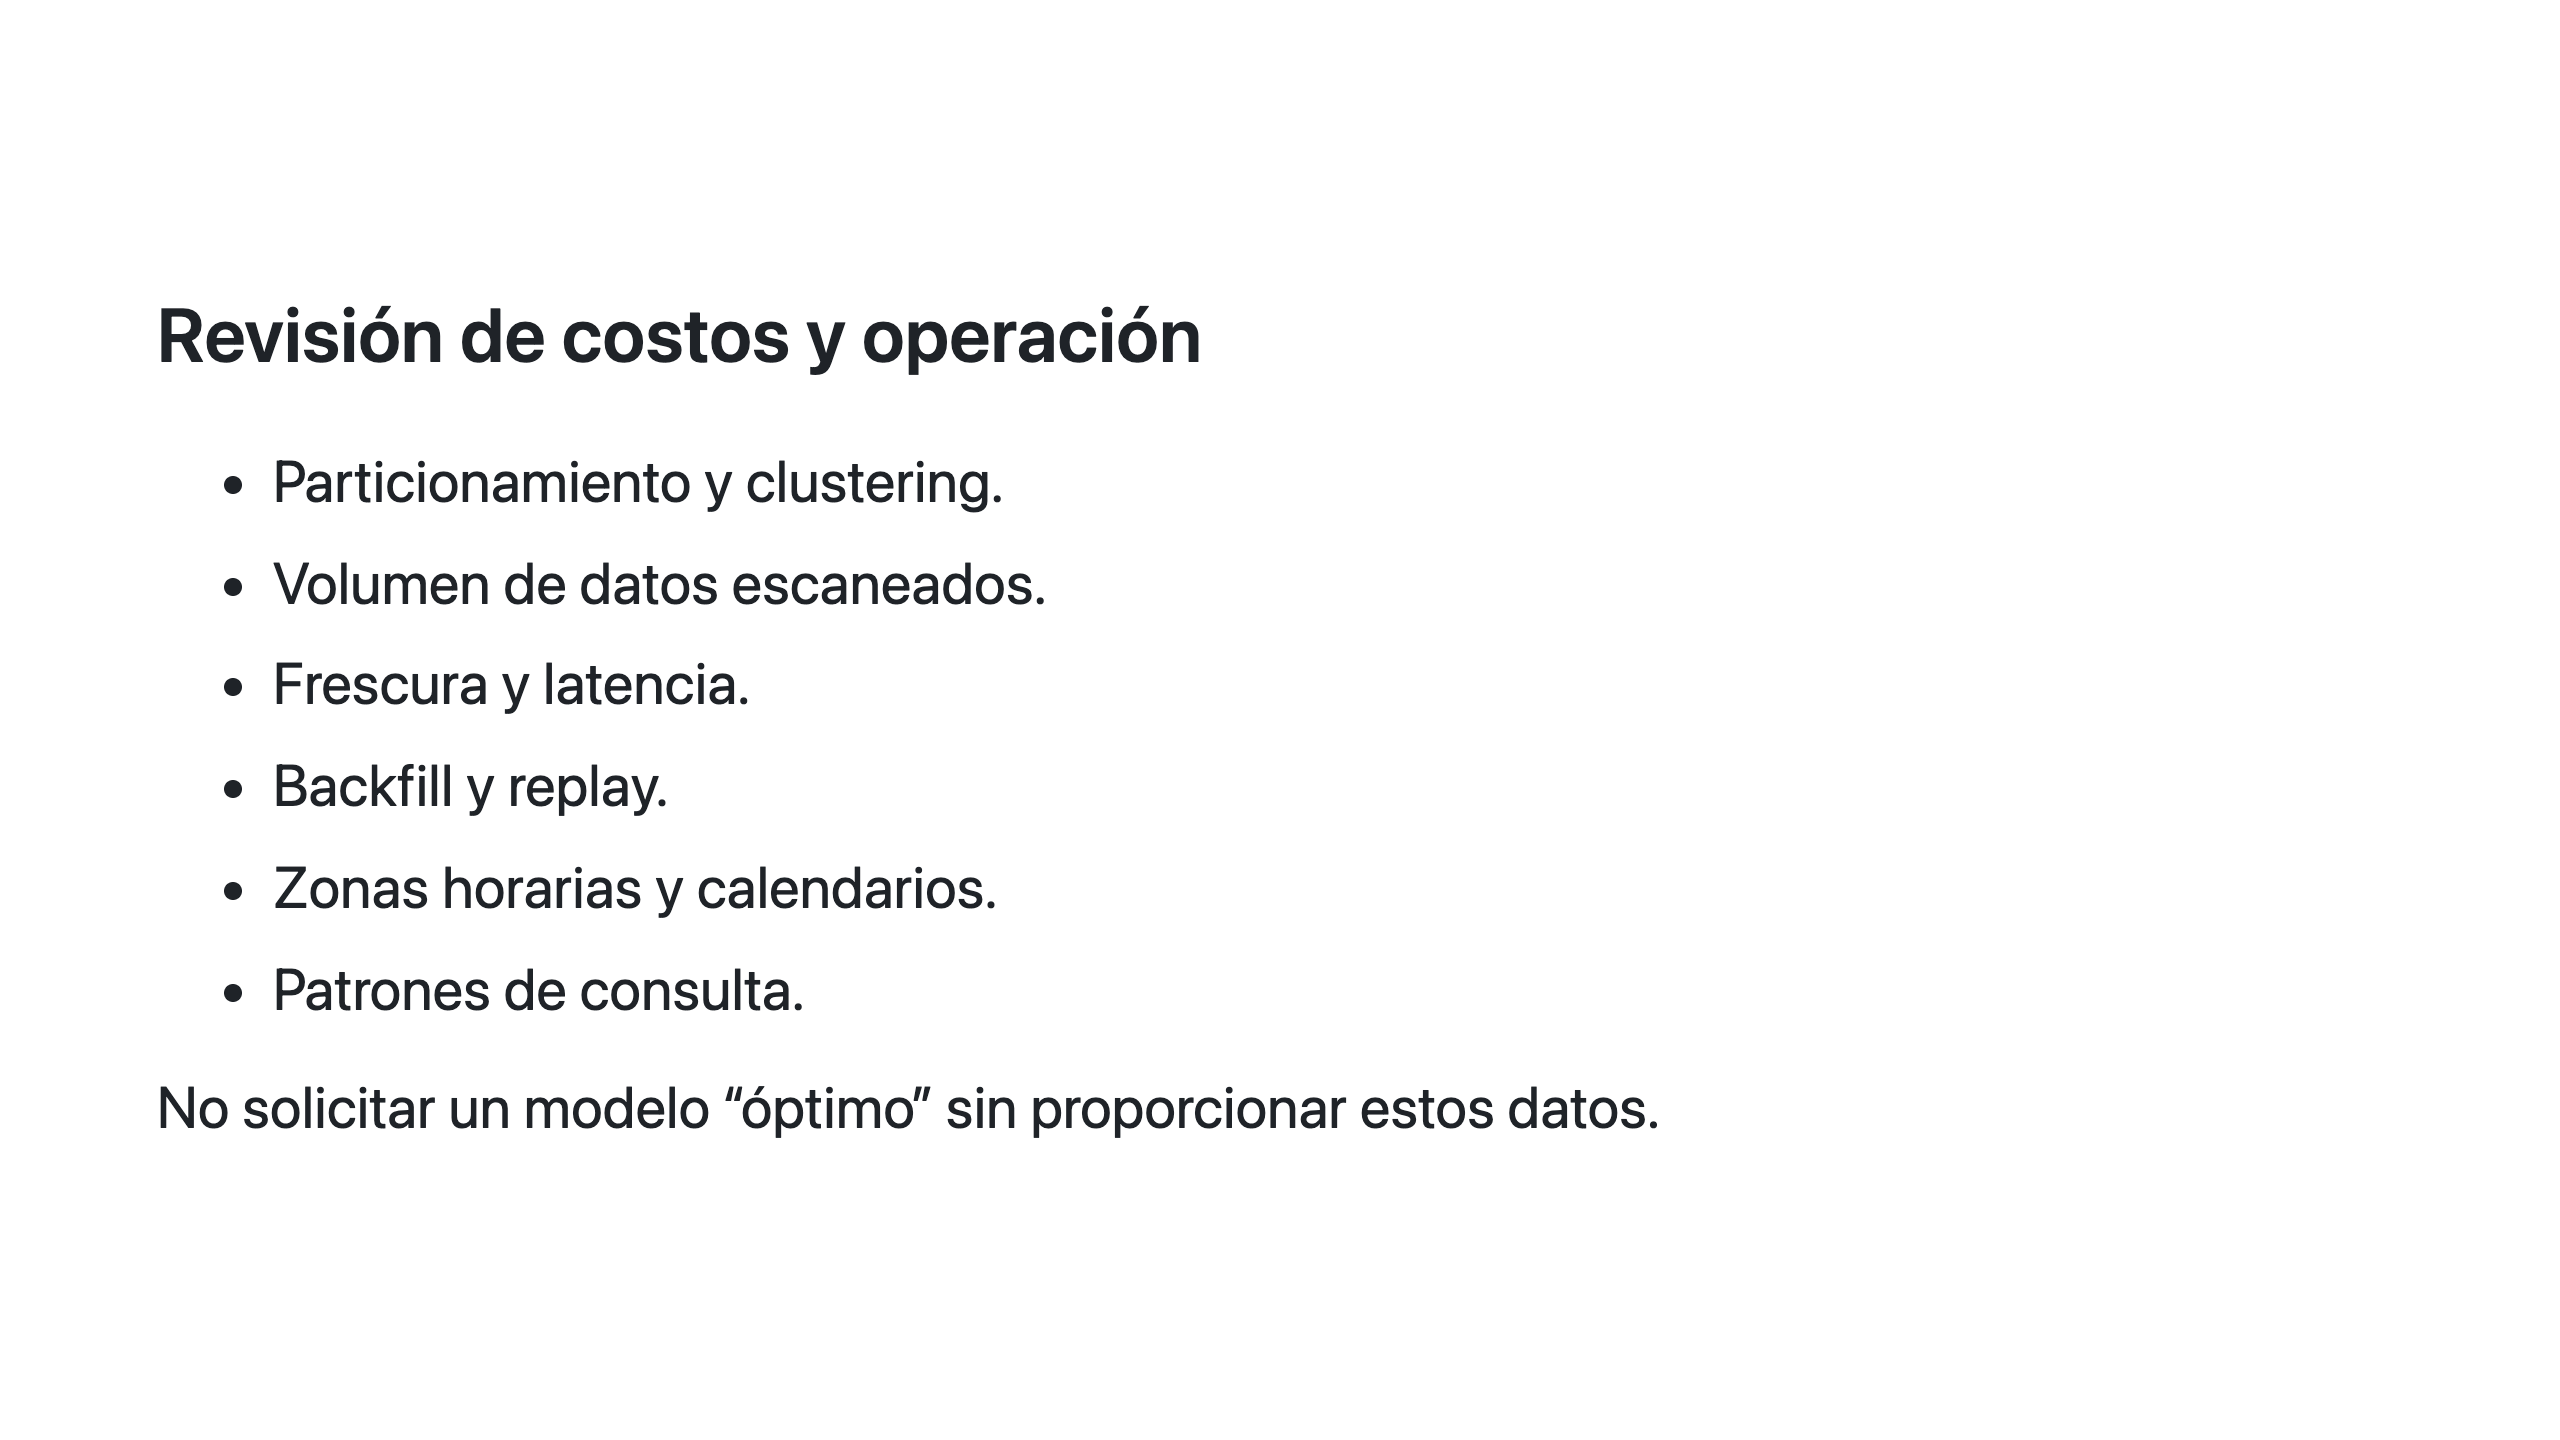 Revisión de costos y operación
• Particionamiento y clustering.
• Volumen de datos escaneados.
• Frescura y latencia.
• Backfill y replay.
• Zonas horarias y calendarios.
• Patrones de consulta.
No solicitar un modelo “óptimo” sin proporcionar estos datos.